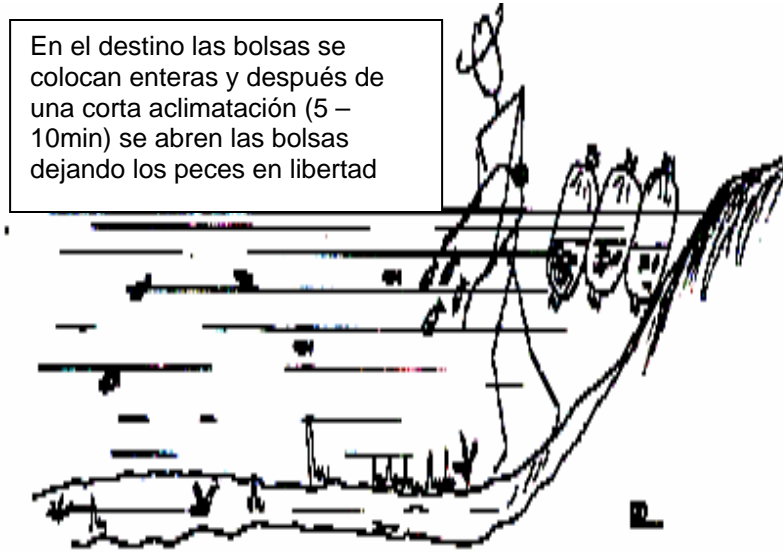 En el destino las bolsas se
colocan enteras y después de
una corta aclimatación (5 –
10min) se abren las bolsas
dejando los peces en libertad